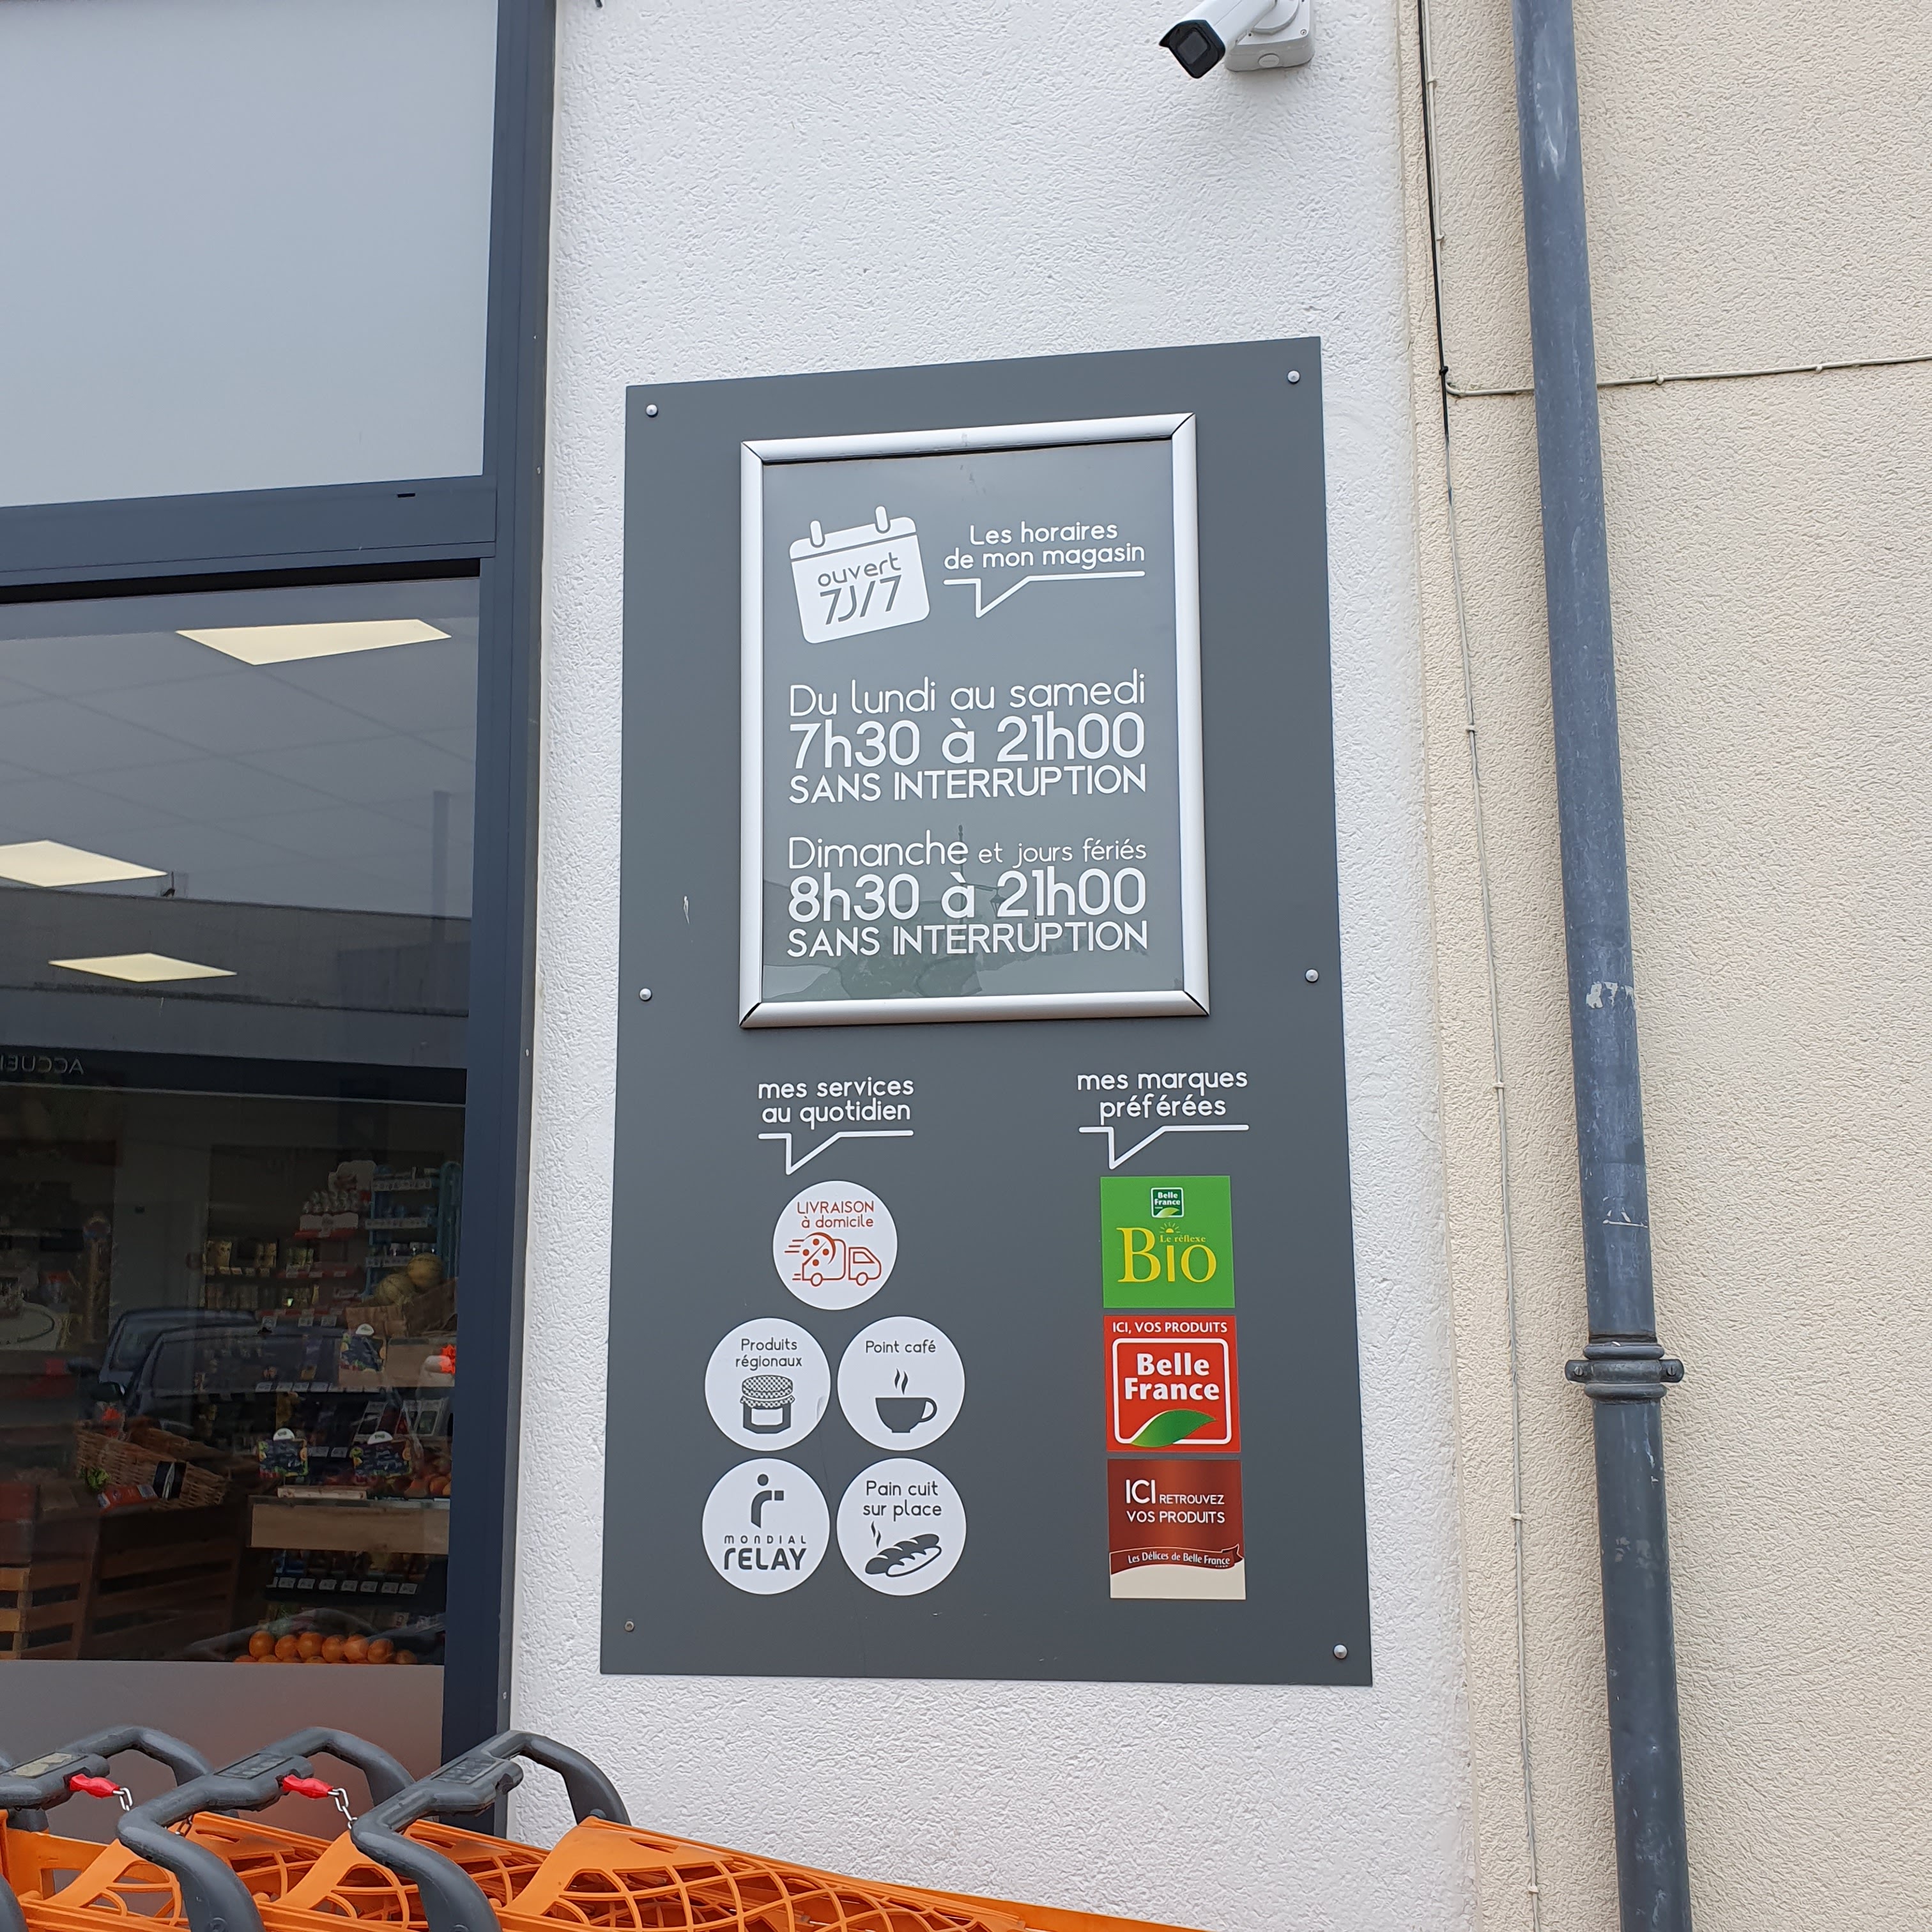 ouvert
7J/7
Les horaires
de mon magasin
Du lundi au samedi
7h30 à 21h00
SANS INTERRUPTION
Dimanche et jours fériés
8h30 à 21h00
SANS INTERRUPTION
mes services
au quotidien
LIVRAISON
à domicile
Produits
régionaux
Point café
MONDIAL
RELAY
Pain cuit
sur place
mes marques
préférées
Belle
France
Le réflexe
BIO
ICI, VOS PRODUITS
Belle
France
ICI RETROUVEZ
VOS PRODUITS
Les Délices de Belle France